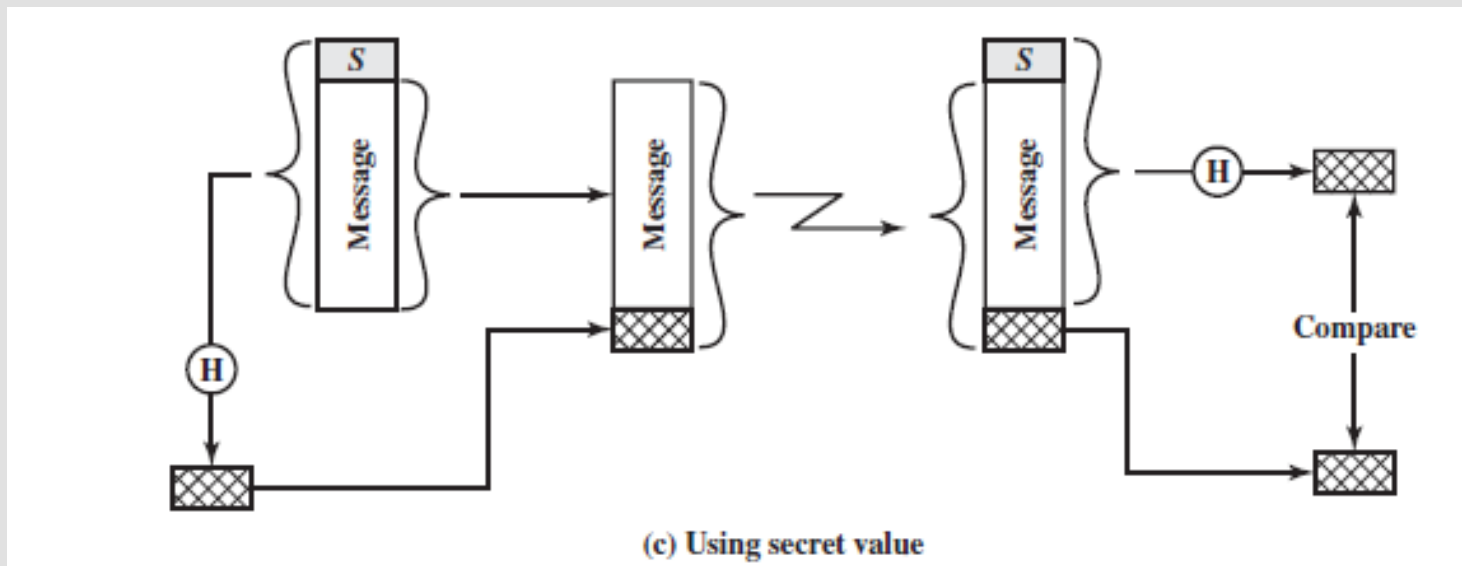 S
S
Message
Message
Message
H
H
Compare
(c) Using secret value